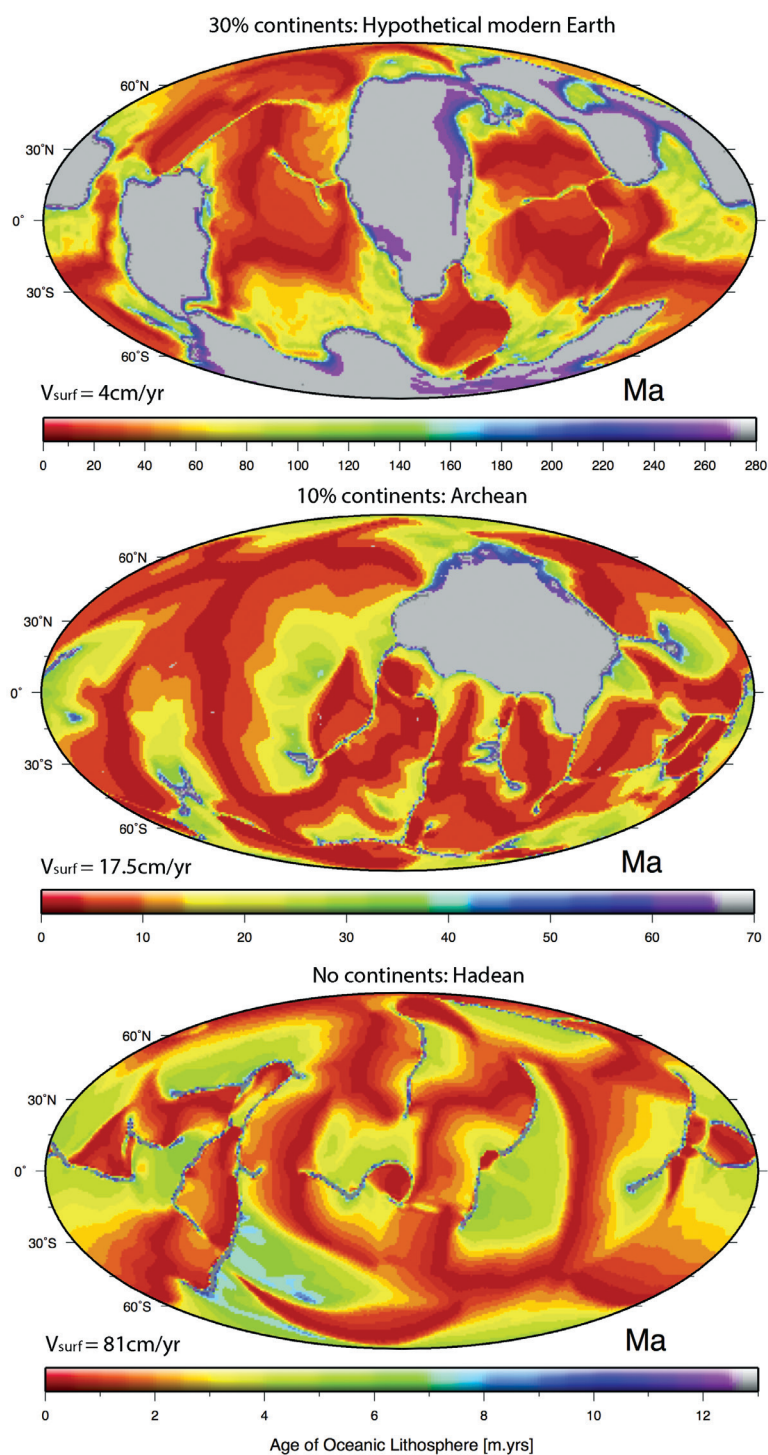 30% continents: Hypothetical modern Earth
60˚N
30˚N
0˚
30˚S
60˚S
Vsurf = 4cm/yr
Ma
0 20 40 60 80 100 120 140 160 180 200 220 240 260 280
10% continents: Archean
60˚N
30˚N
0˚
30˚S
60˚S
Vsurf = 17.5cm/yr
Ma
0 10 20 30 40 50 60 70
No continents: Hadean
60˚N
30˚N
0˚
30˚S
60˚S
Vsurf = 81cm/yr
Ma
0 2 4 6 8 10 12
Age of Oceanic Lithosphere [m.yrs]